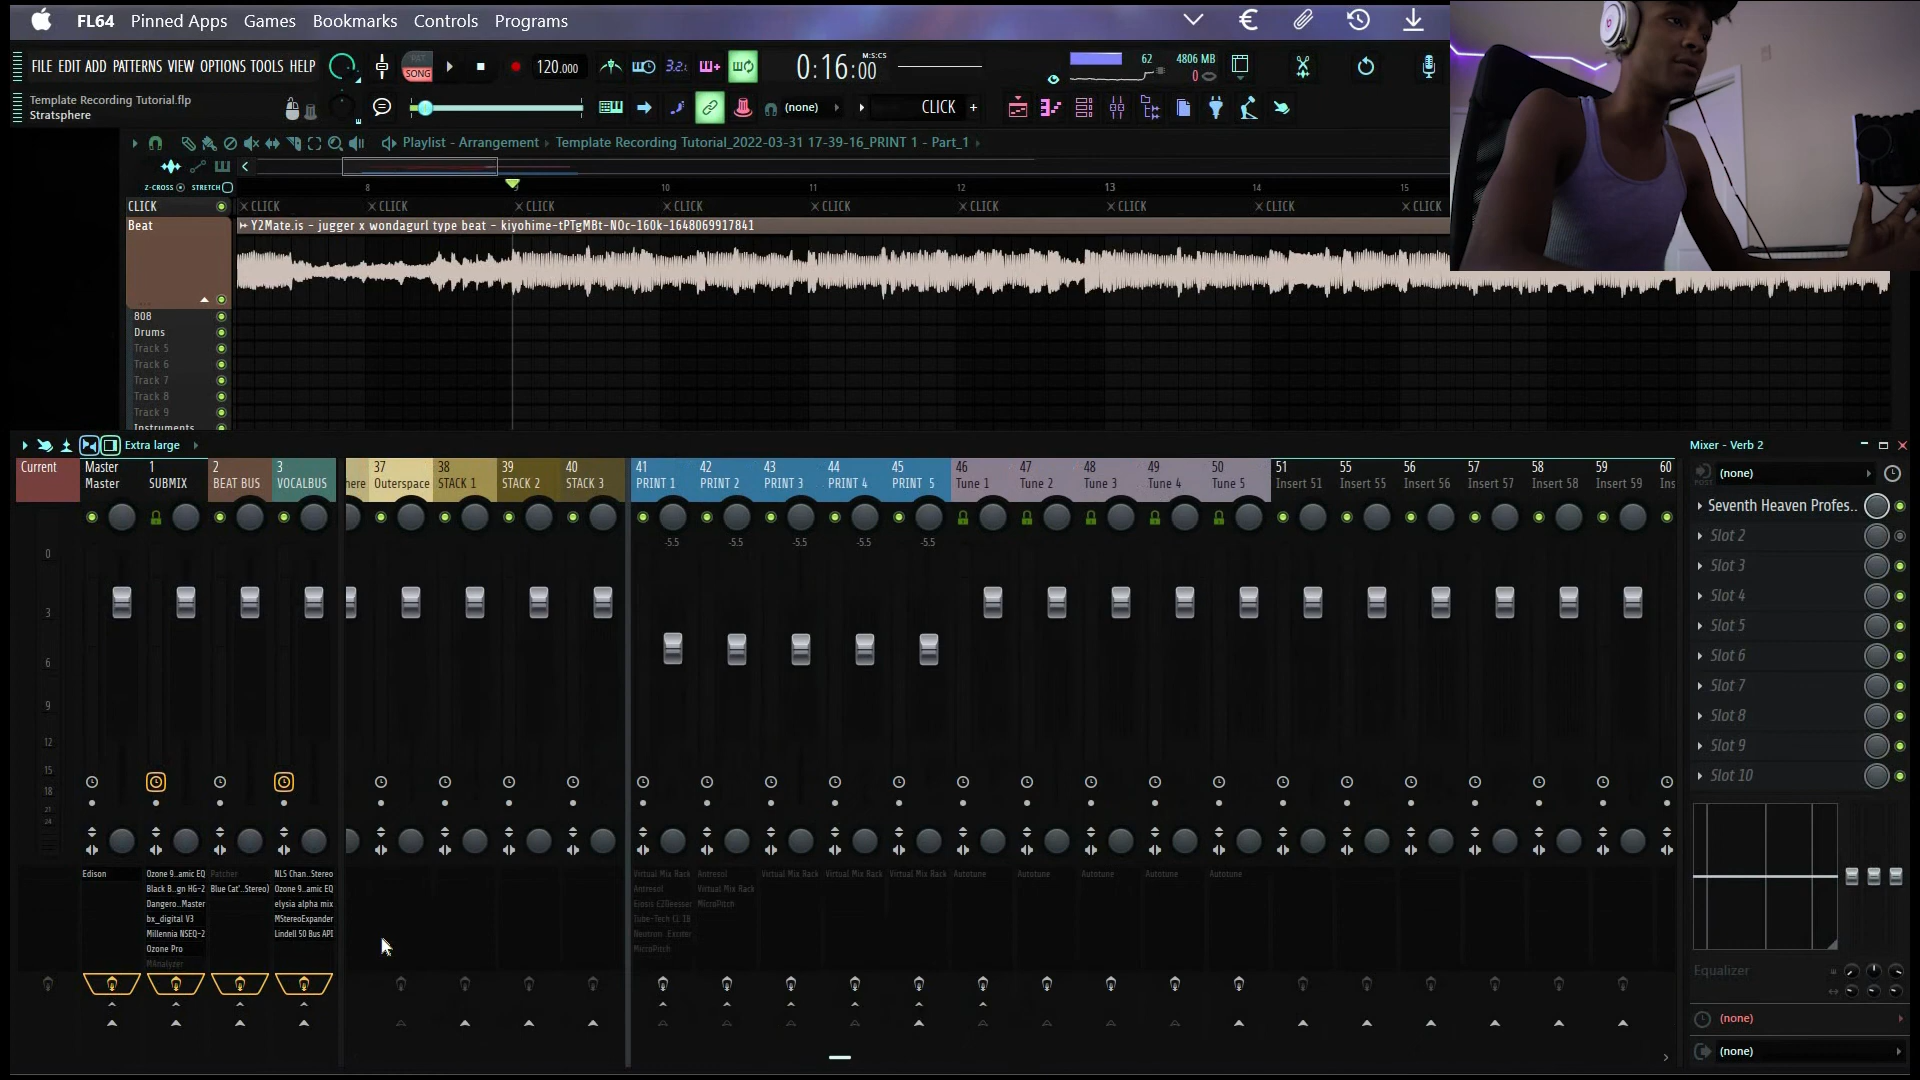 FL64 Pinned Apps Games Bookmarks Controls Programs
FILE EDIT ADD PATTERNS VIEW OPTIONS TOOLS HELP
PAT
SONG
120.000
3.2
0:16:00
M:S:CS
62
4806 MB
0
Template Recording Tutorial.flp
Stratsphere
(none)
CLICK
Playlist - Arrangement
Template Recording Tutorial_2022-03-31 17-39-16_PRINT 1 - Part_1
Z-CROSS STRETCH
8 9 10 11 12 13 14 15
CLICK
CLICK CLICK CLICK CLICK CLICK CLICK CLICK CLICK CLICK
Beat
Y2Mate.is - jugger x wondagurl type beat - kiyohime-tPTgMBt-NOc-160k-1648069917841
808
Drums
Track 5
Track 6
Track 7
Track 8
Track 9
Instruments
Extra large
Mixer - Verb 2
Current
Master 1 2 3 37 38 39 40 41 42 43 44 45 46 47 48 49 50 51 55 56 57 58 59 60
Master SUBMIX BEAT BUS VOCALBUS here Outerspace STACK 1 STACK 2 STACK 3 PRINT 1 PRINT 2 PRINT 3 PRINT 4 PRINT 5 Tune 1 Tune 2 Tune 3 Tune 4 Tune 5 Insert 51 Insert 55 Insert 56 Insert 57 Insert 58 Insert 59 Ins
-5.5 -5.5 -5.5 -5.5 -5.5
0
3
6
9
12
15
18
21
24
Edison Ozone 9..amic EQ Patcher NLS Chan..Stereo Virtual Mix Rack Antresol Virtual Mix Rack Virtual Mix Rack Virtual Mix Rack Autotune Autotune Autotune Autotune Autotune
Black B..gn HG-2 Blue Cat'..Stereo) Ozone 9..amic EQ Antresol Virtual Mix Rack
Dangero..Master elysia alpha mix MicroPitch
bx_digital V3 MStereoExpander Tube-Tech
Millennia NSEQ-2 Lindell 50 Bus API Neutron..Exciter
Ozone Pro MicroPitch
MAnalyzer
(none)
Seventh Heaven Profes..
Slot 2
Slot 3
Slot 4
Slot 5
Slot 6
Slot 7
Slot 8
Slot 9
Slot 10
Equalizer
(none)
(none)